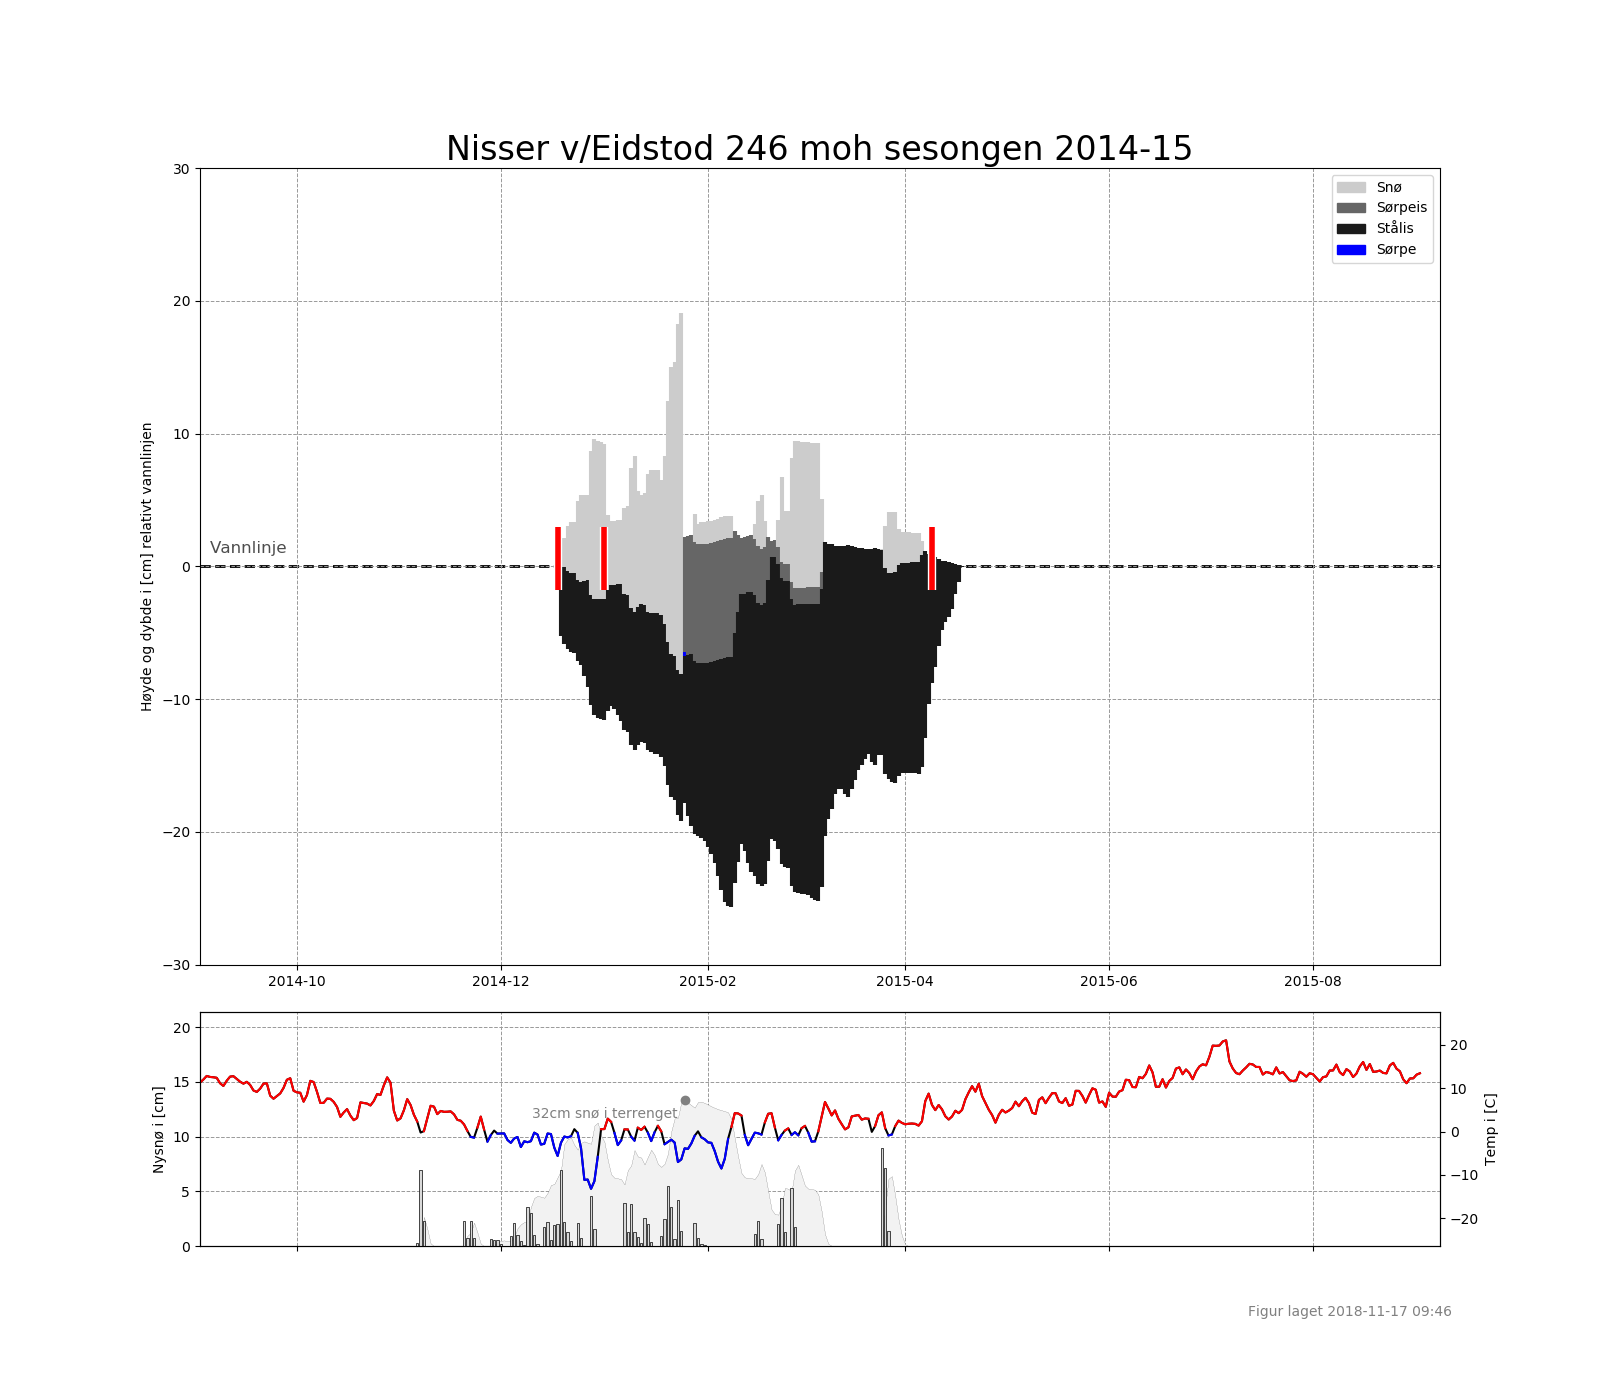 Nisser v/Eidstod 246 moh sesongen 2014-15
30
20
10
0
−10
−20
−30
Høyde og dybde i [cm] relativt vannlinjen
Vannlinje
Snø
Sørpeis
Stålis
Sørpe
2014-10
2014-12
2015-02
2015-04
2015-06
2015-08
20
15
10
5
0
Nysnø i [cm]
32cm snø i terrenget
20
10
0
−10
−20
Temp i [C]
Figur laget 2018-11-17 09:46